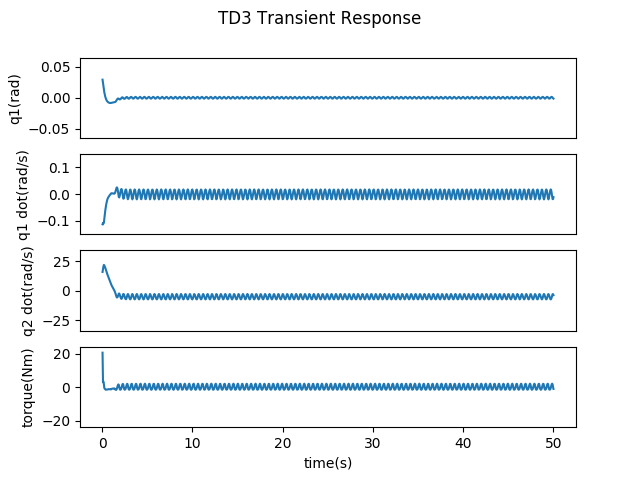 TD3 Transient Response
q1(rad)
0.05
0.00
−0.05
q1 dot(rad/s)
0.1
0.0
−0.1
q2 dot(rad/s)
25
0
−25
torque(Nm)
20
0
−20
0 10 20 30 40 50
time(s)